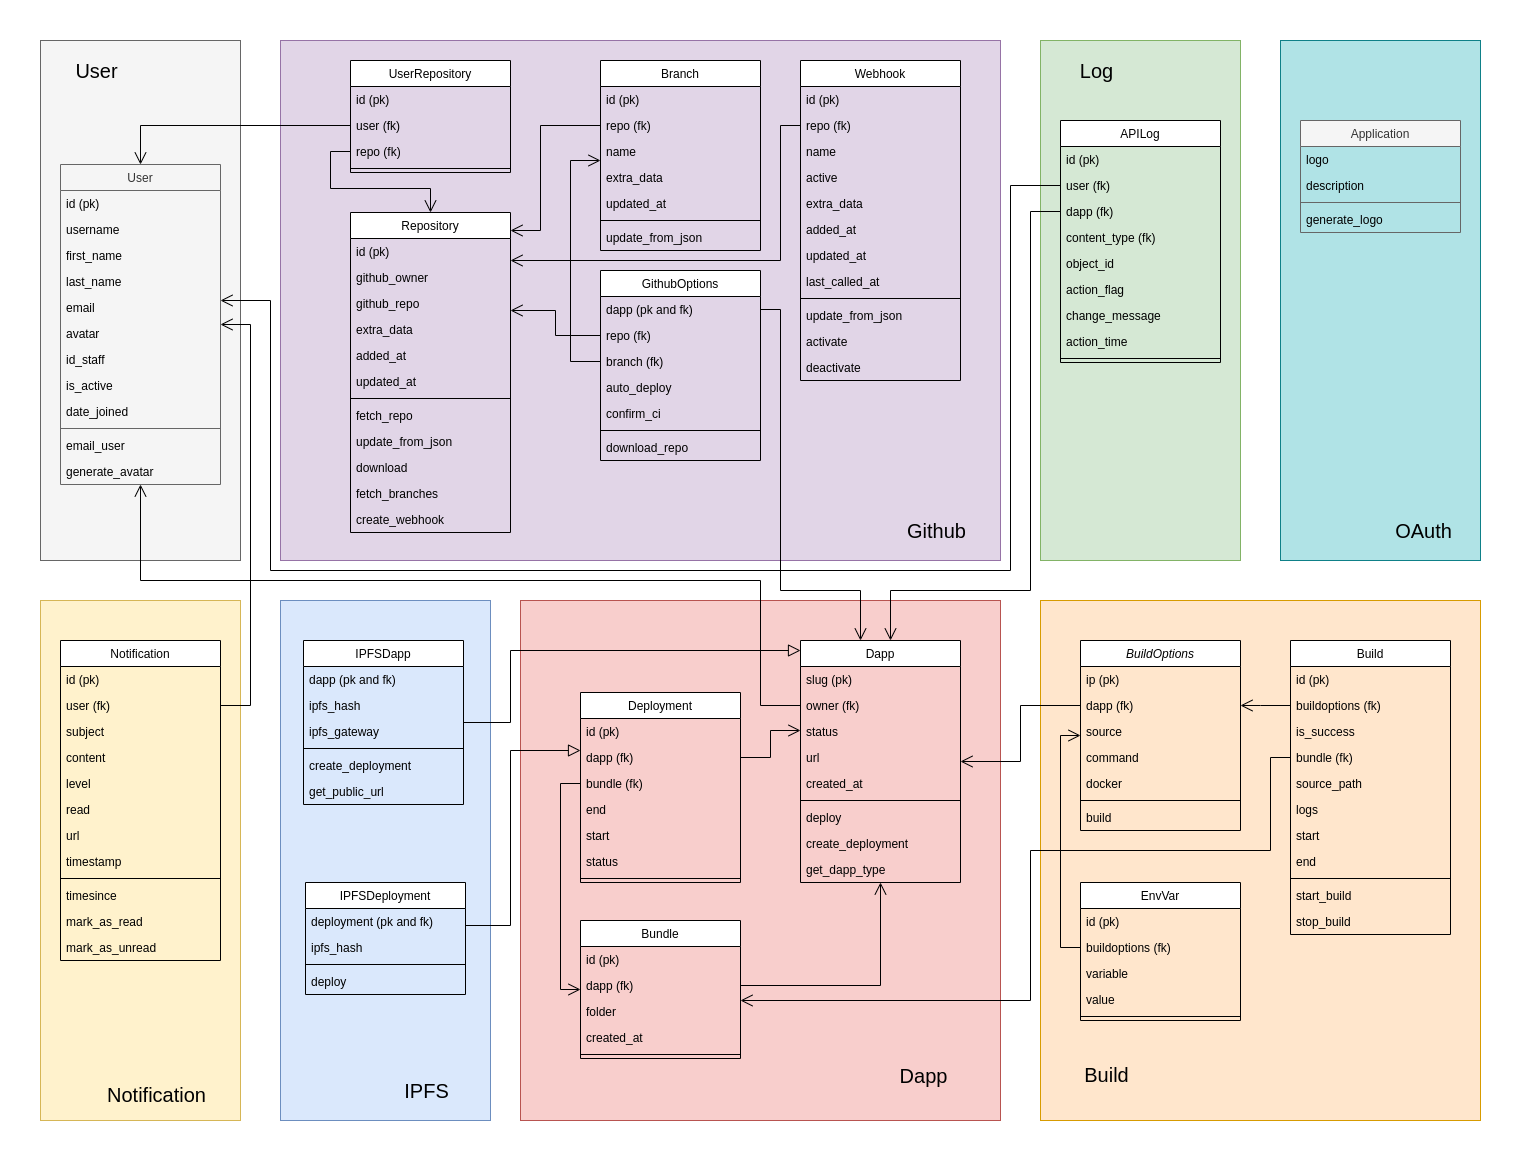 User
User
id (pk)
username
first_name
last_name
email
avatar
id_staff
is_active
date_joined
email_user
generate_avatar
UserRepository
id (pk)
user (fk)
repo (fk)
Repository
id (pk)
github_owner
github_repo
extra_data
added_at
updated_at
fetch_repo
update_from_json
download
fetch_branches
create_webhook
Branch
id (pk)
repo (fk)
name
extra_data
updated_at
update_from_json
GithubOptions
dapp (pk and fk)
repo (fk)
branch (fk)
auto_deploy
confirm_ci
download_repo
Webhook
id (pk)
repo (fk)
name
active
extra_data
added_at
updated_at
last_called_at
update_from_json
activate
deactivate
Github
Log
APILog
id (pk)
user (fk)
dapp (fk)
content_type (fk)
object_id
action_flag
change_message
action_time
Application
logo
description
generate_logo
OAuth
Notification
id (pk)
user (fk)
subject
content
level
read
url
timestamp
timesince
mark_as_read
mark_as_unread
Notification
IPFSDapp
dapp (pk and fk)
ipfs_hash
ipfs_gateway
create_deployment
get_public_url
IPFSDeployment
deployment (pk and fk)
ipfs_hash
deploy
IPFS
Deployment
id (pk)
dapp (fk)
bundle (fk)
end
start
status
Bundle
id (pk)
dapp (fk)
folder
created_at
Dapp
slug (pk)
owner (fk)
status
url
created_at
deploy
create_deployment
get_dapp_type
Dapp
BuildOptions
ip (pk)
dapp (fk)
source
command
docker
build
EnvVar
id (pk)
buildoptions (fk)
variable
value
Build
id (pk)
buildoptions (fk)
is_success
bundle (fk)
source_path
logs
start
end
start_build
stop_build
Build